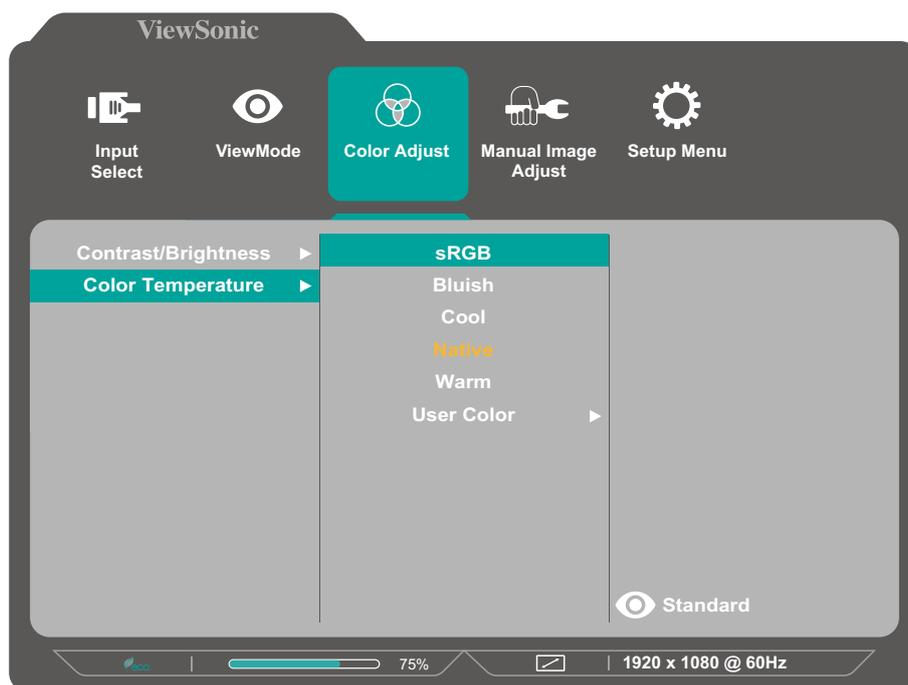 ViewSonic
Input
Select
ViewMode
Color Adjust
Manual Image
Adjust
Setup Menu
Contrast/Brightness
Color Temperature
sRGB
Bluish
Cool
Native
Warm
User Color
Standard
eco
75%
1920 x 1080 @ 60Hz